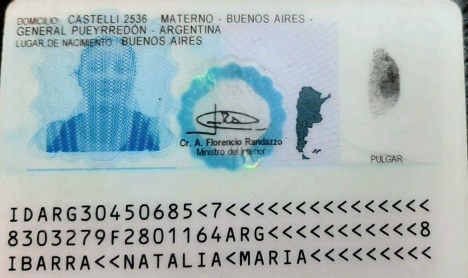 DOMICILIO: CASTELLI 2536 MATERNO - BUENOS AIRES -
GENERAL PUEYRREDÓN - ARGENTINA
LUGAR DE NACIMIENTO: BUENOS AIRES
Cr. A. Florencio Randazzo
Ministro del Interior
PULGAR
IDARG30450685<7<<<<<<<<<<<<<<<
8303279F2801164ARG<<<<<<<<<<<8
IBARRA<<NATALIA<MARIA<<<<<<<<<